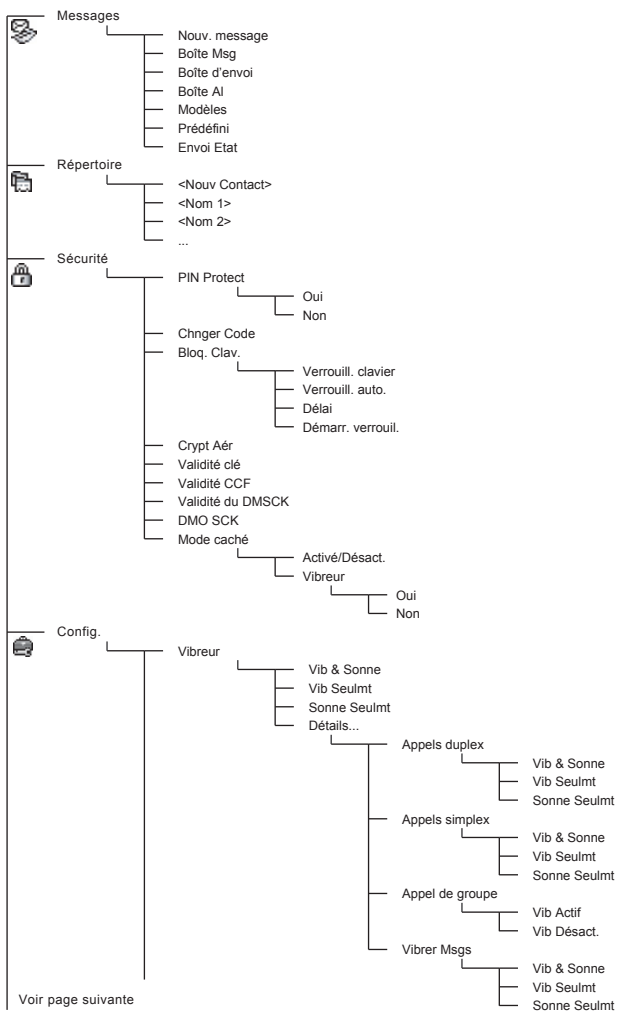 Messages
Nouv. message
Boîte Msg
Boîte d'envoi
Boîte Al
Modèles
Prédéfini
Envoi Etat
Répertoire
<Nouv Contact>
<Nom 1>
<Nom 2>
...
Sécurité
PIN Protect
Oui
Non
Chnger Code
Bloq. Clav.
Verrouill. clavier
Verrouill. auto.
Délai
Démarr. verrouil.
Crypt Aér
Validité clé
Validité CCF
Validité du DMSCK
DMO SCK
Mode caché
Activé/Désact.
Vibreur
Oui
Non
Config.
Vibreur
Vib & Sonne
Vib Seulmt
Sonne Seulmt
Détails...
Appels duplex
Vib & Sonne
Vib Seulmt
Sonne Seulmt
Appels simplex
Vib & Sonne
Vib Seulmt
Sonne Seulmt
Appel de groupe
Vib Actif
Vib Désact.
Vibrer Msgs
Vib & Sonne
Vib Seulmt
Sonne Seulmt
Voir page suivante